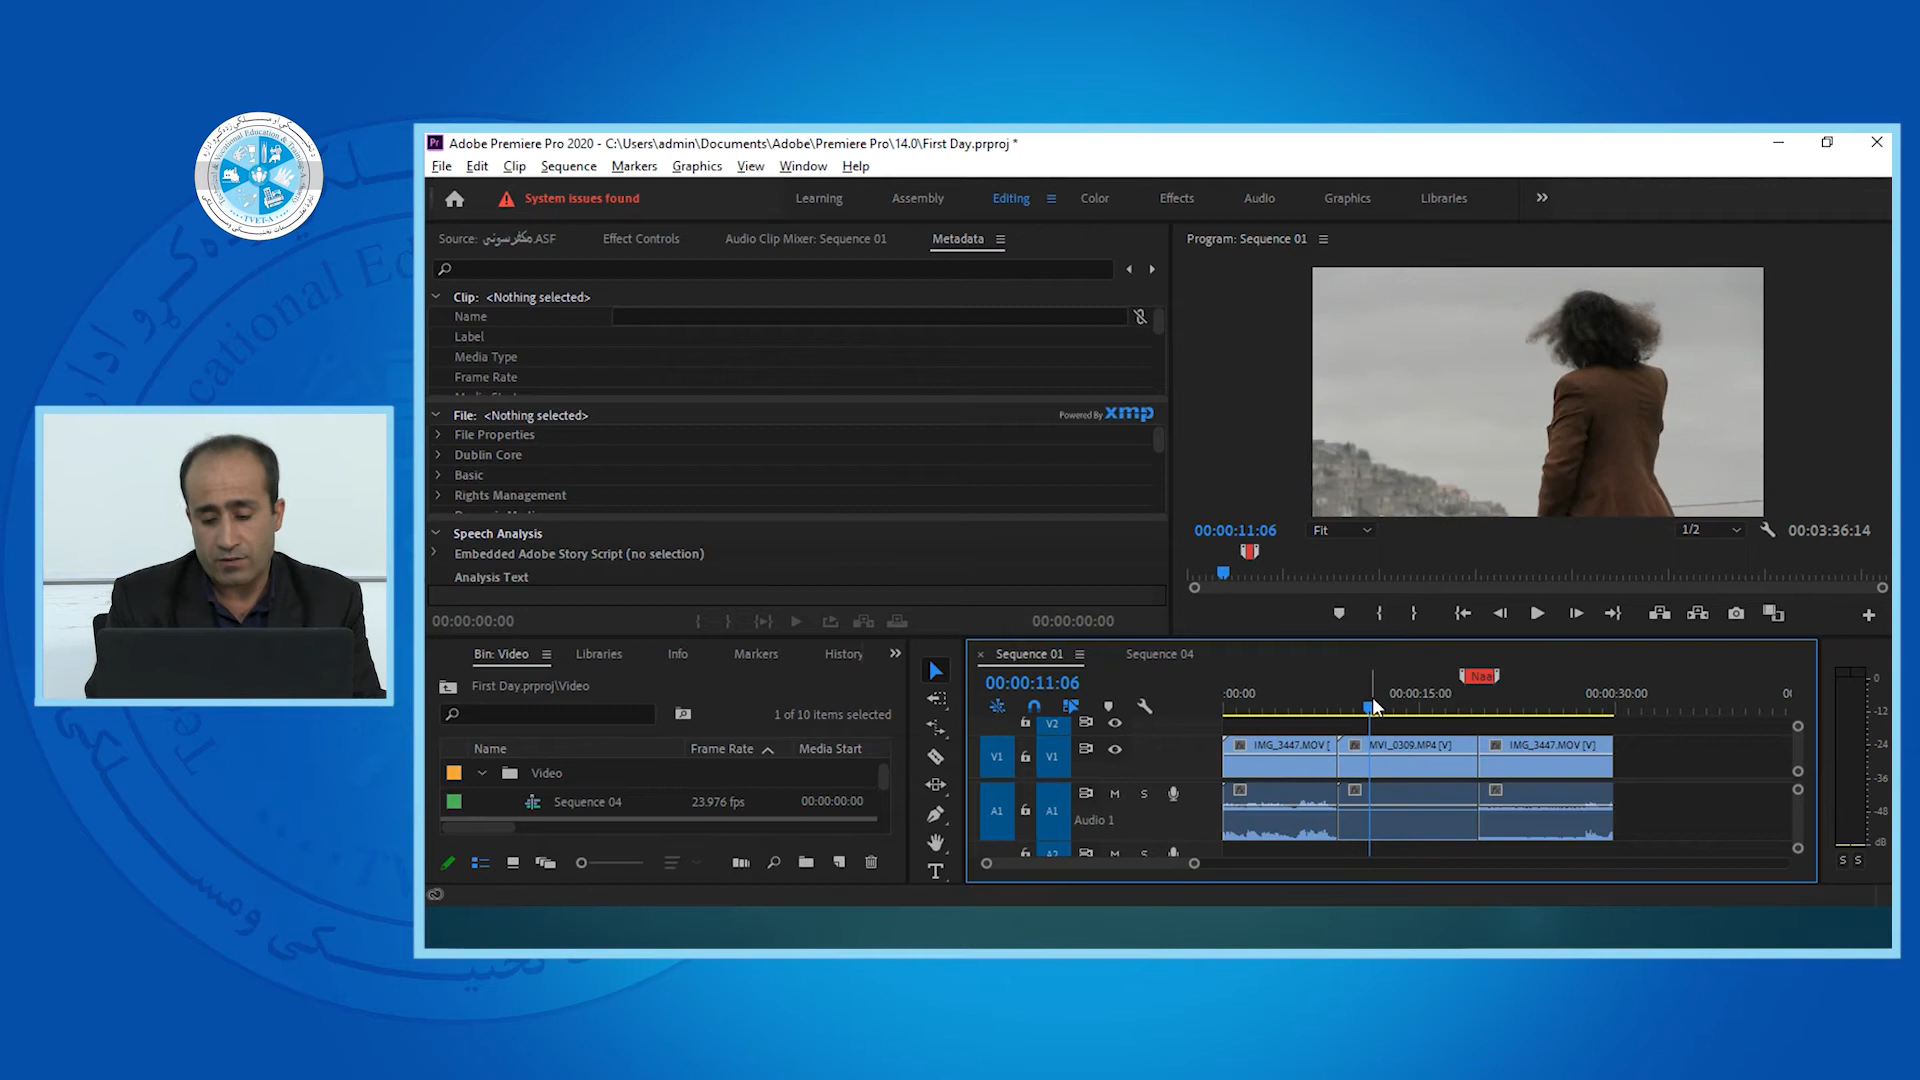 Adobe Premiere Pro 2020 - C:\Users\admin\Documents\Adobe\Premiere Pro\14.0\First Day.prproj *
File Edit Clip Sequence Markers Graphics View Window Help
System issues found
Learning Assembly Editing Color Effects Audio Graphics Libraries
Effect Controls Audio Clip Mixer: Sequence 01 Metadata
Program: Sequence 01
Clip: <Nothing selected>
Name
Label
Media Type
Frame Rate
File: <Nothing selected>
Powered By xmp
File Properties
Dublin Core
Basic
Rights Management
Speech Analysis
Embedded Adobe Story Script (no selection)
Analysis Text
00:00:00:00 00:00:00:00
00:00:11:06 Fit 1/2 00:03:36:14
Bin: Video Libraries Info Markers History
First Day.prproj\Video
1 of 10 items selected
Name Frame Rate Media Start
Video
Sequence 04 23.976 fps 00:00:00:00
Sequence 01 Sequence 04
00:00:11:06
:00:00 00:00:15:00 00:00:30:00
V2
V1 V1 IMG_3447.MOV [ MVI_0309.MP4 [V] IMG_3447.MOV [V]
A1 A1 M S
Audio 1
A2 M S
0
-12
-24
-36
-48
dB
S S
TVET-A